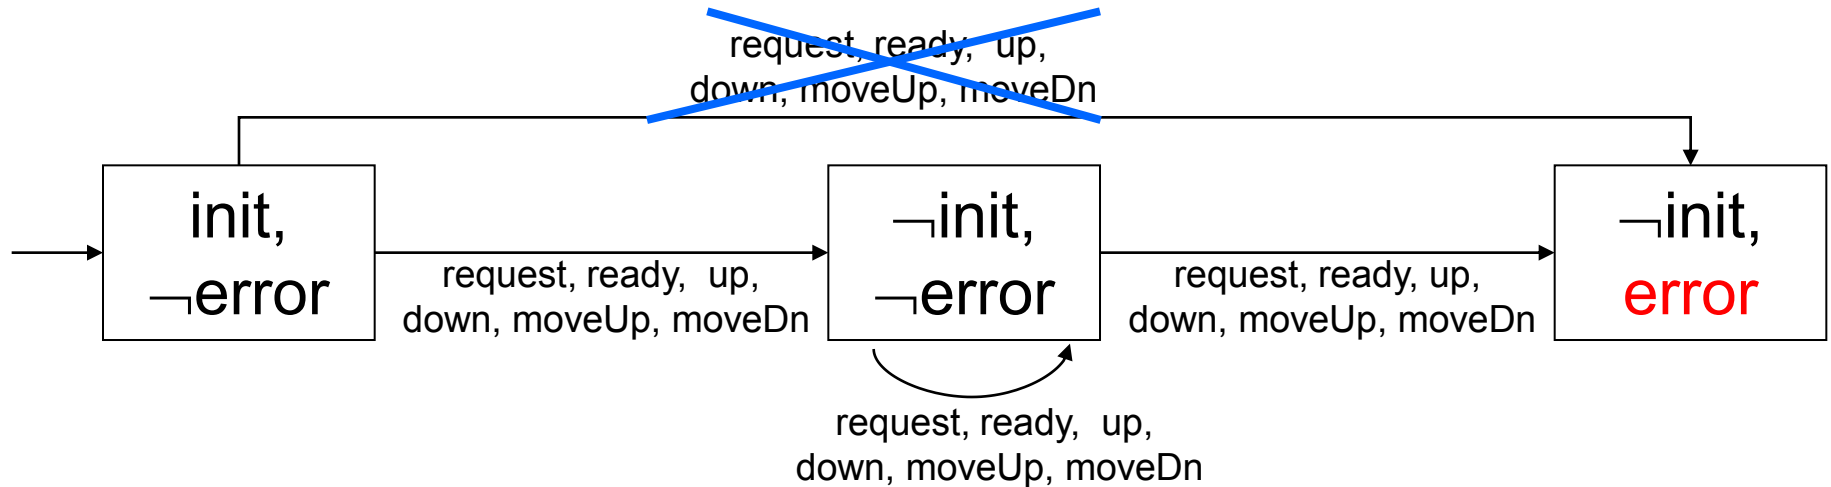 request, ready, up,
down, moveUp, moveDn
init,
¬error
request, ready, up,
down, moveUp, moveDn
¬init,
¬error
request, ready, up,
down, moveUp, moveDn
¬init,
error
request, ready, up,
down, moveUp, moveDn